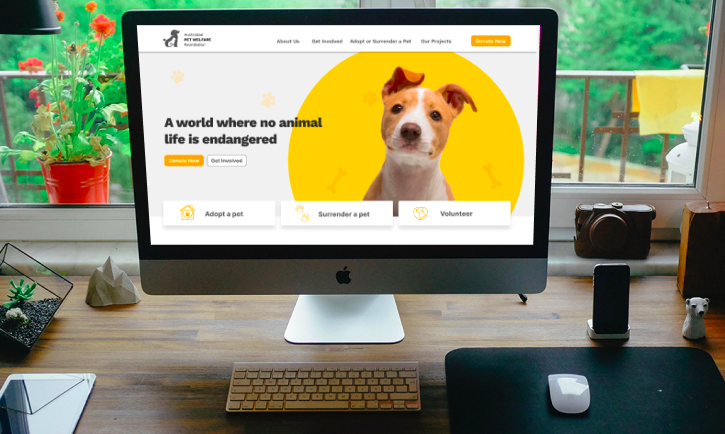 Australian
PET WELFARE
Foundation
About Us
Get Involved
Adopt or Surrender a Pet
Our Projects
Donate Now
A world where no animal
life is endangered
Donate Now
Get Involved
Adopt a pet
Surrender a pet
Volunteer